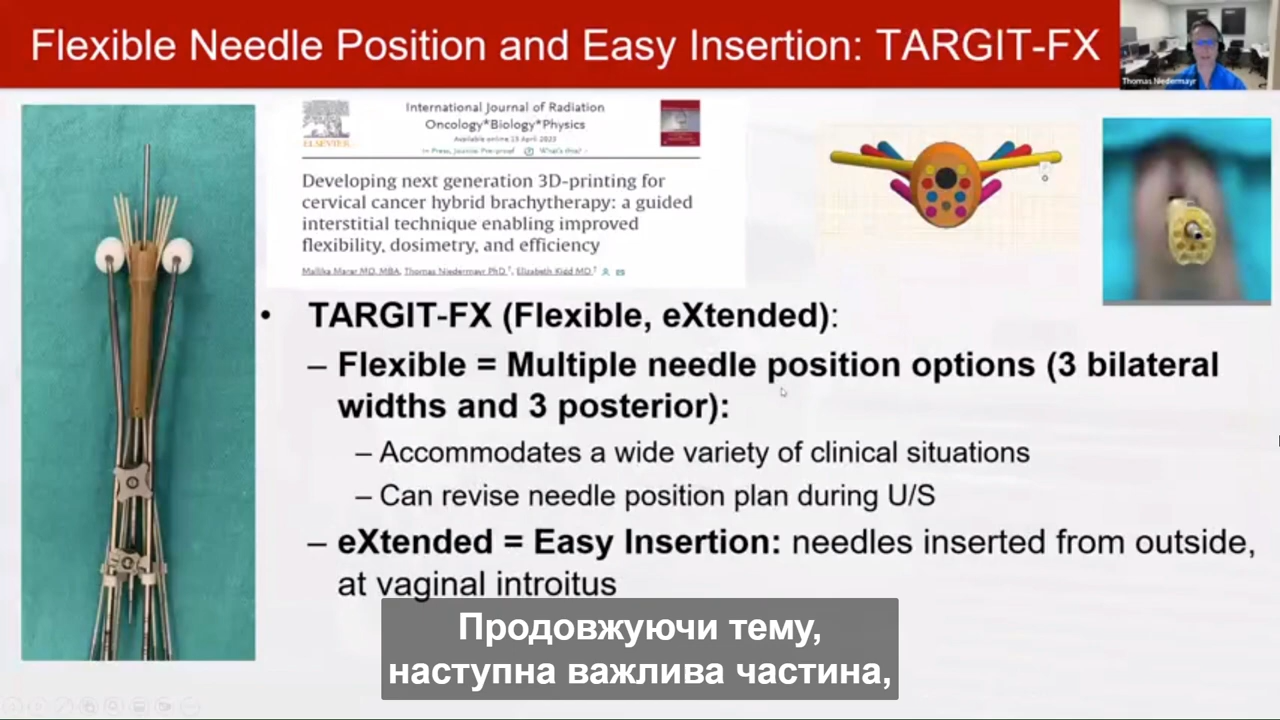 Flexible Needle Position and Easy Insertion: TARGIT-FX
Thomas Niedermayr
ELSEVIER
International Journal of Radiation
Oncology*Biology*Physics
Available online 15 April 2023
In Press, Journal Pre-proof What's this?
Developing next generation 3D-printing for
cervical cancer hybrid brachytherapy: a guided
interstitial technique enabling improved
flexibility, dosimetry, and efficiency
Mallika Marar MD, MBA, Thomas Niedermayr PhD, Elizabeth Kidd MD
• TARGIT-FX (Flexible, eXtended):
– Flexible = Multiple needle position options (3 bilateral
widths and 3 posterior):
– Accommodates a wide variety of clinical situations
– Can revise needle position plan during U/S
– eXtended = Easy Insertion: needles inserted from outside,
at vaginal introitus
Продовжуючи тему,
наступна важлива частина,